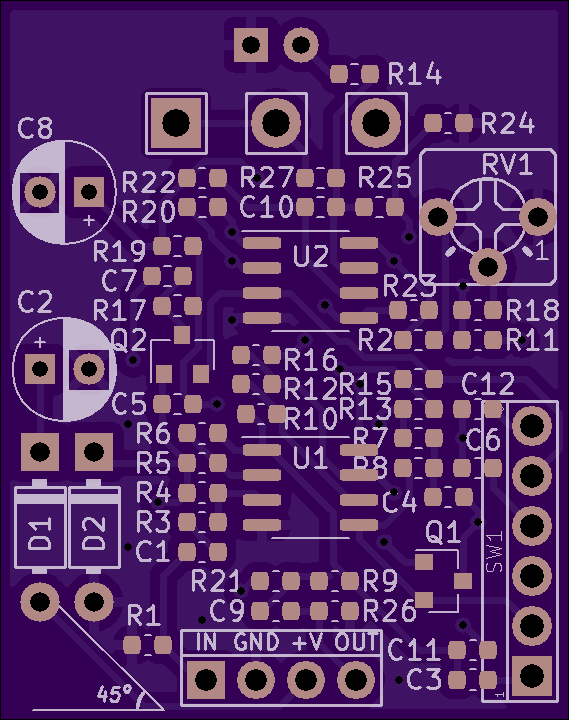 R14
R24
C8
RV1
R22
R27
R25
R20
C10
+
R19
U2
1
C7
R23
R17
R18
C2
+
Q2
R2
R11
R16
R12
R15
C12
C5
R13
R10
R6
R7
C6
R5
U1
R8
R4
C4
R3
D1
D2
Q1
SW1
C1
R21
R9
R1
C9
R26
IN GND +V OUT
C11
C3
1
45°